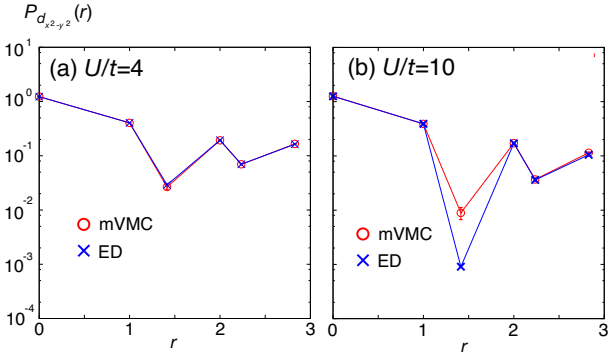 P_{d_{x^2-y^2}}(r)
(a) U/t=4
(b) U/t=10
10^1
10^0
10^{-1}
10^{-2}
10^{-3}
10^{-4}
mVMC
ED
mVMC
ED
0 1 2 3
0 1 2 3
r
r